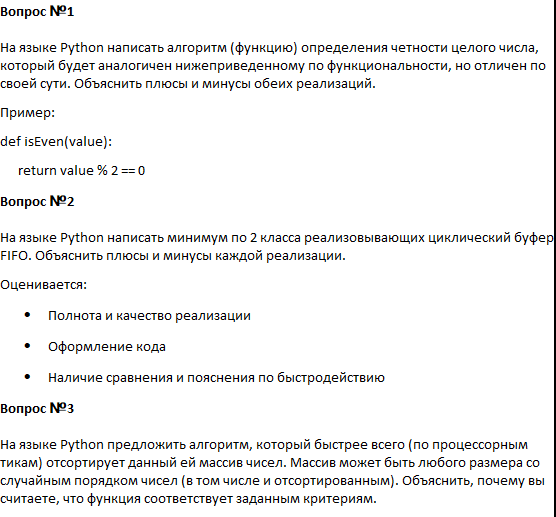 Вопрос №1
На языке Python написать алгоритм (функцию) определения четности целого числа,
который будет аналогичен нижеприведенному по функциональности, но отличен по
своей сути. Объяснить плюсы и минусы обеих реализаций.
Пример:
def isEven(value):
return value % 2 == 0
Вопрос №2
На языке Python написать минимум по 2 класса реализовывающих циклический буфер
FIFO. Объяснить плюсы и минусы каждой реализации.
Оценивается:
• Полнота и качество реализации
• Оформление кода
• Наличие сравнения и пояснения по быстродействию
Вопрос №3
На языке Python предложить алгоритм, который быстрее всего (по процессорным
тикам) отсортирует данный ей массив чисел. Массив может быть любого размера со
случайным порядком чисел (в том числе и отсортированным). Объяснить, почему вы
считаете, что функция соответствует заданным критериям.